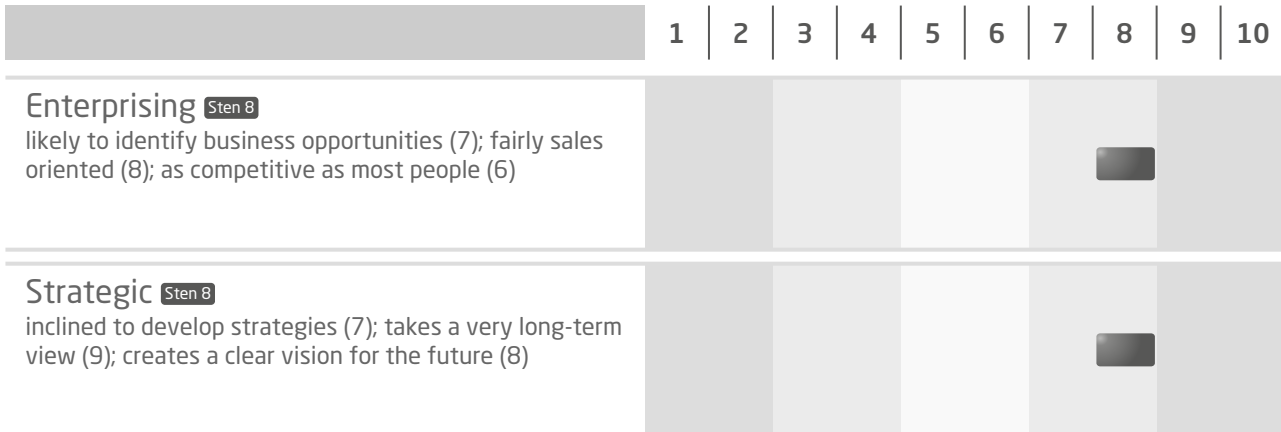 1 2 3 4 5 6 7 8 9 10
Enterprising Sten 8
likely to identify business opportunities (7); fairly sales
oriented (8); as competitive as most people (6)
Strategic Sten 8
inclined to develop strategies (7); takes a very long-term
view (9); creates a clear vision for the future (8)